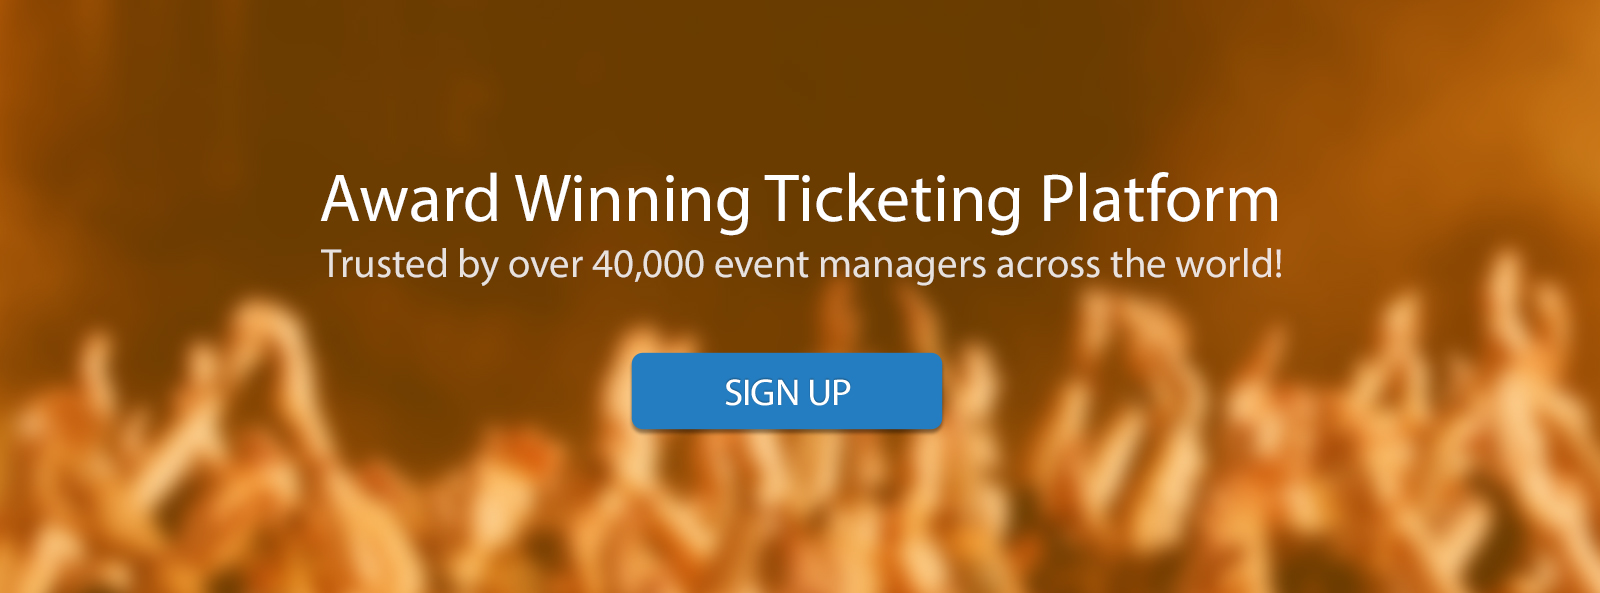 Award Winning Ticketing Platform
Trusted by over 40,000 event managers across the world!
SIGN UP